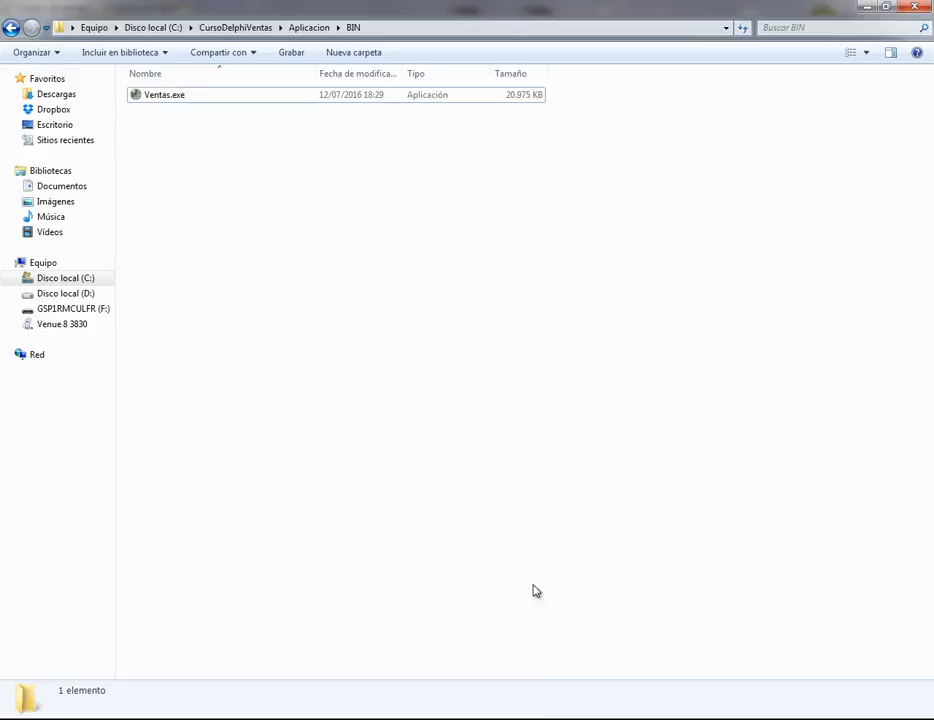 Equipo Disco local (C:) CursoDelphiVentas Aplicacion BIN Buscar BIN
Organizar Incluir en biblioteca Compartir con Grabar Nueva carpeta
Nombre Fecha de modifica... Tipo Tamaño
Ventas.exe 12/07/2016 18:29 Aplicación 20.975 KB
Favoritos
Descargas
Dropbox
Escritorio
Sitios recientes
Bibliotecas
Documentos
Imágenes
Música
Vídeos
Equipo
Disco local (C:)
Disco local (D:)
GSP1RMCULFR (F:)
Venue 8 3830
Red
1 elemento